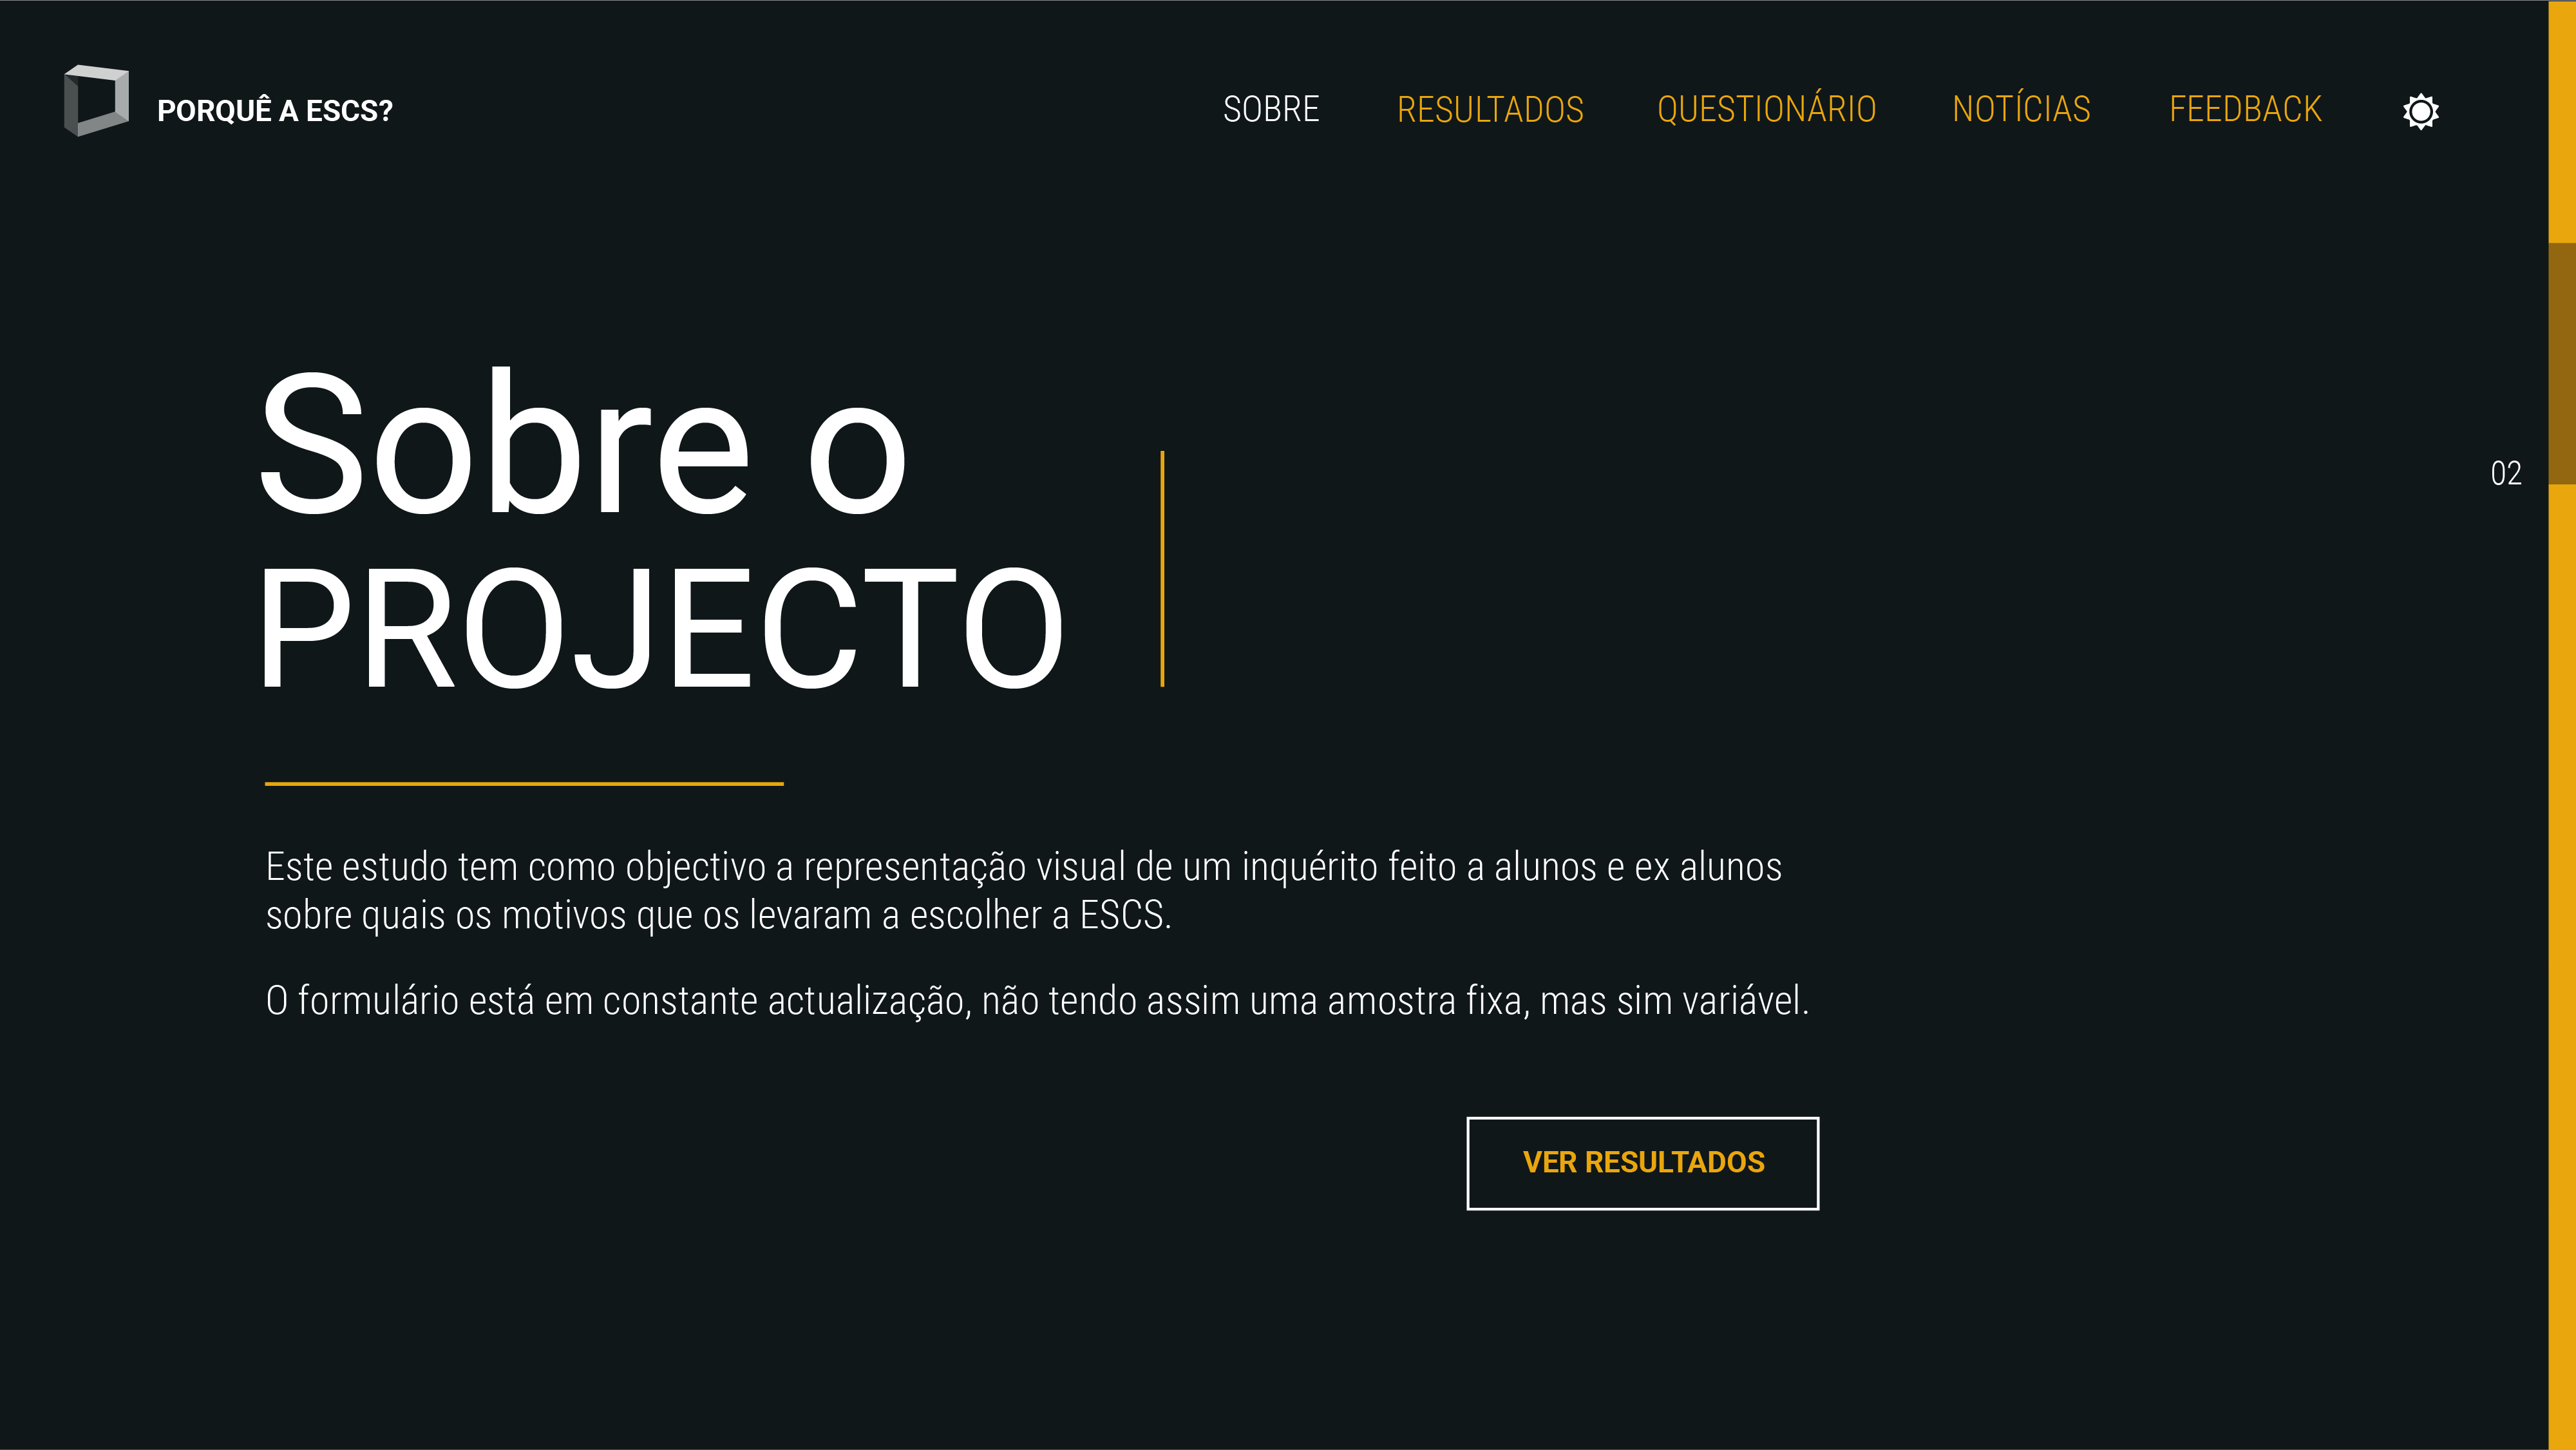 PORQUÊ A ESCS?
SOBRE RESULTADOS QUESTIONÁRIO NOTÍCIAS FEEDBACK
02
Sobre o
PROJECTO
Este estudo tem como objectivo a representação visual de um inquérito feito a alunos e ex alunos
sobre quais os motivos que os levaram a escolher a ESCS.
O formulário está em constante actualização, não tendo assim uma amostra fixa, mas sim variável.
VER RESULTADOS